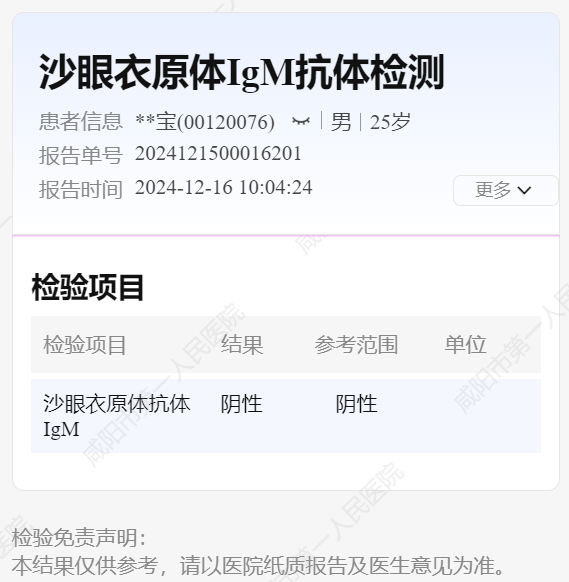 沙眼衣原体IgM抗体检测
患者信息 **宝(00120076) 男 25岁
报告单号 2024121500016201
报告时间 2024-12-16 10:04:24
更多
检验项目
检验项目 结果 参考范围 单位
沙眼衣原体抗体IgM 阴性 阴性
咸阳市第一人民医院
检验免责声明：
本结果仅供参考，请以医院纸质报告及医生意见为准。